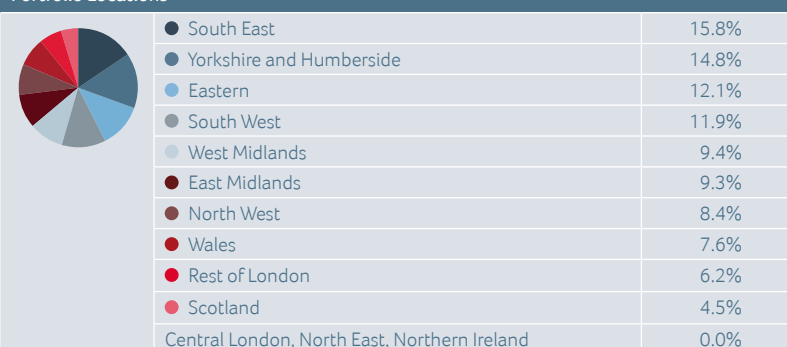 South East 15.8%
Yorkshire and Humberside 14.8%
Eastern 12.1%
South West 11.9%
West Midlands 9.4%
East Midlands 9.3%
North West 8.4%
Wales 7.6%
Rest of London 6.2%
Scotland 4.5%
Central London, North East, Northern Ireland 0.0%